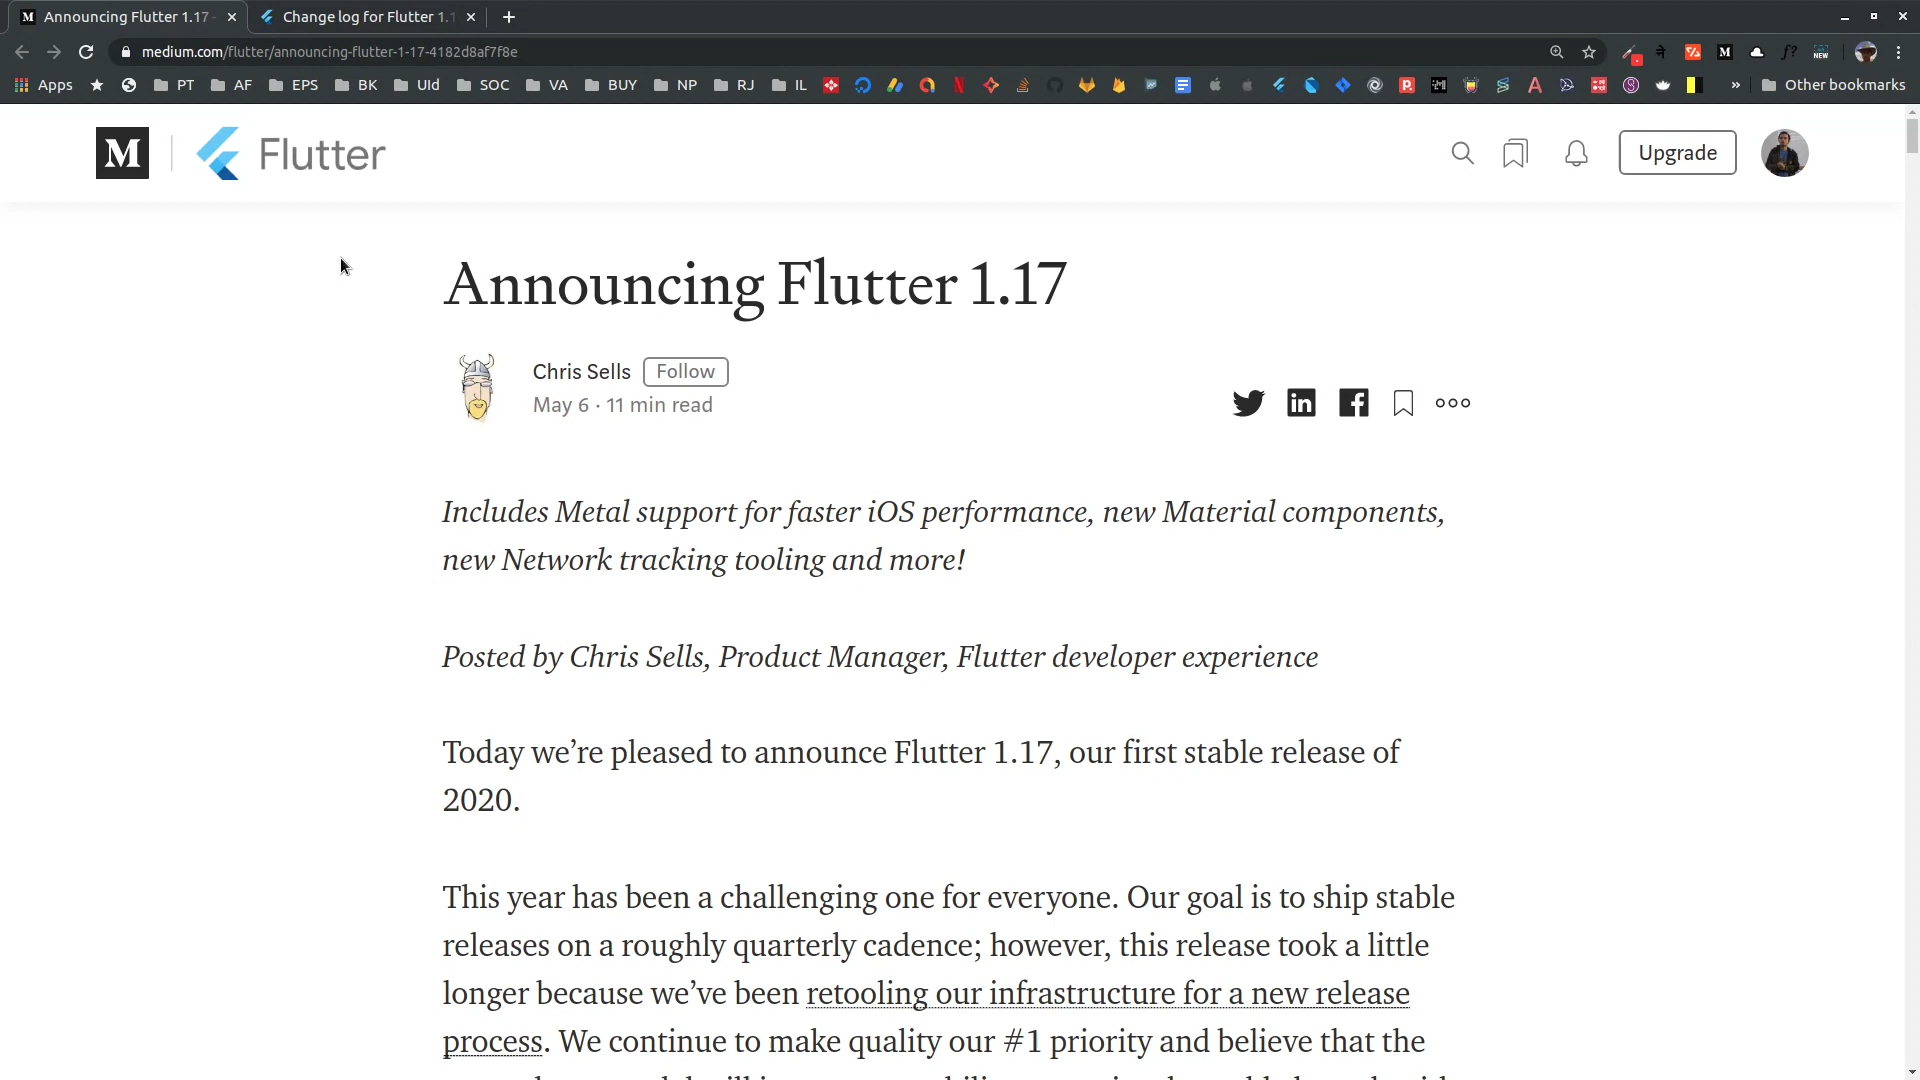 Announcing Flutter 1.17
Change log for Flutter 1.1
medium.com/flutter/announcing-flutter-1-17-4182d8af7f8e
Apps PT AF EPS BK UId SOC VA BUY NP RJ IL » Other bookmarks
M Flutter Upgrade
Announcing Flutter 1.17
Chris Sells Follow
May 6 · 11 min read
Includes Metal support for faster iOS performance, new Material components,
new Network tracking tooling and more!
Posted by Chris Sells, Product Manager, Flutter developer experience
Today we’re pleased to announce Flutter 1.17, our first stable release of
2020.
This year has been a challenging one for everyone. Our goal is to ship stable
releases on a roughly quarterly cadence; however, this release took a little
longer because we’ve been retooling our infrastructure for a new release
process. We continue to make quality our #1 priority and believe that the